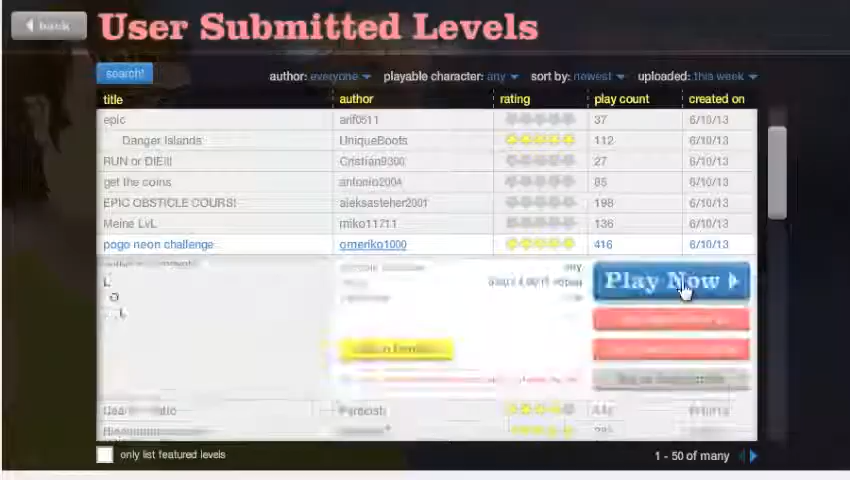 back
User Submitted Levels
search!
author: everyone playable character: any sort by: newest uploaded: this week
title author rating play count created on
epic arif0511 37 6/10/13
Danger Islands UniqueBoots 112 6/10/13
RUN or DIE!!! Cristian9300 27 6/10/13
get the coins antonio2004 85 6/10/13
EPIC OBSTICLE COURS! aleksasteher2001 198 6/10/13
Meine LvL miko11711 136 6/10/13
pogo neon challenge omeriko1000 416 6/10/13
any
Play Now
L
O
L
only list featured levels
1 - 50 of many